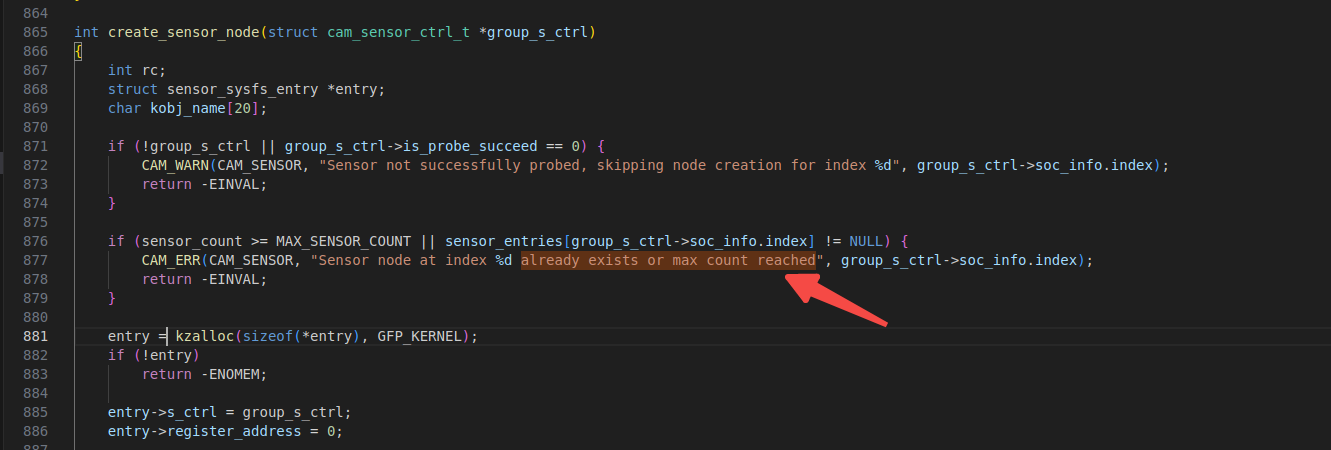 864
865 int create_sensor_node(struct cam_sensor_ctrl_t *group_s_ctrl)
866 {
867     int rc;
868     struct sensor_sysfs_entry *entry;
869     char kobj_name[20];
870
871     if (!group_s_ctrl || group_s_ctrl->is_probe_succeed == 0) {
872         CAM_WARN(CAM_SENSOR, "Sensor not successfully probed, skipping node creation for index %d", group_s_ctrl->soc_info.index);
873         return -EINVAL;
874     }
875
876     if (sensor_count >= MAX_SENSOR_COUNT || sensor_entries[group_s_ctrl->soc_info.index] != NULL) {
877         CAM_ERR(CAM_SENSOR, "Sensor node at index %d already exists or max count reached", group_s_ctrl->soc_info.index);
878         return -EINVAL;
879     }
880
881     entry = kzalloc(sizeof(*entry), GFP_KERNEL);
882     if (!entry)
883         return -ENOMEM;
884
885     entry->s_ctrl = group_s_ctrl;
886     entry->register_address = 0;
887